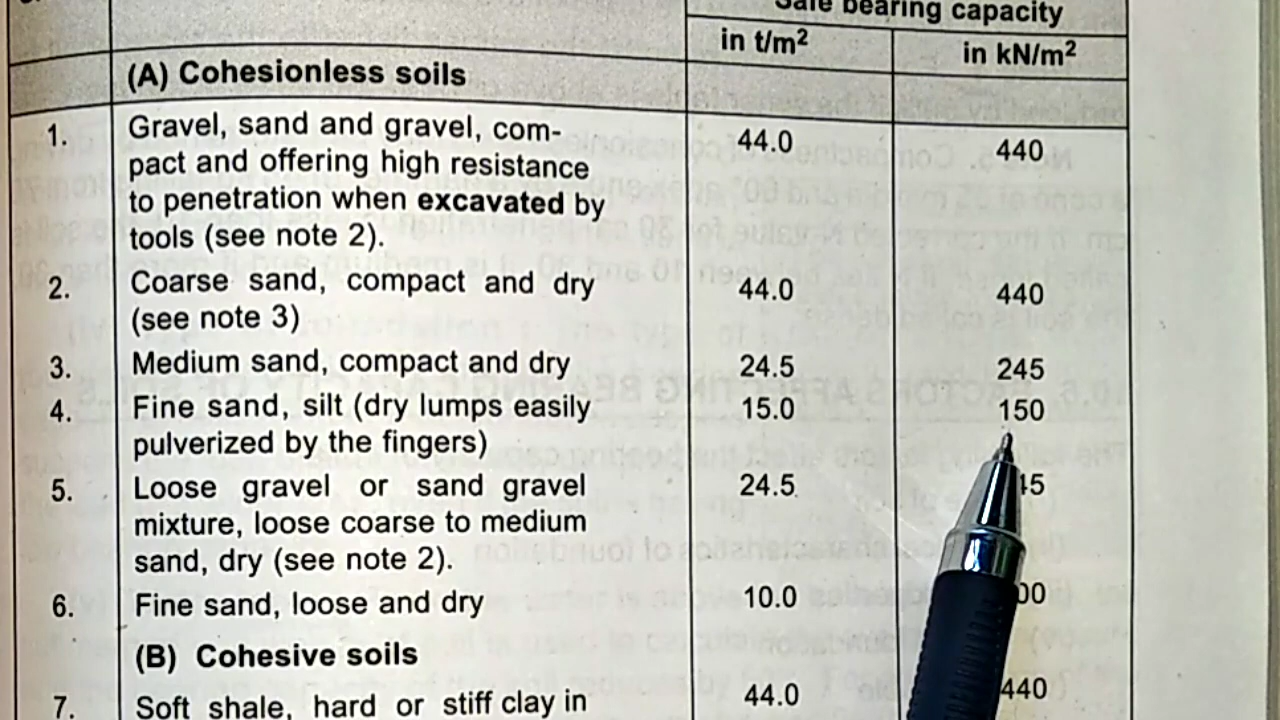 Safe bearing capacity
in t/m² in kN/m²
(A) Cohesionless soils
1. Gravel, sand and gravel, com- 44.0 440
pact and offering high resistance
to penetration when excavated by
tools (see note 2).
2. Coarse sand, compact and dry 44.0 440
(see note 3)
3. Medium sand, compact and dry 24.5 245
4. Fine sand, silt (dry lumps easily 15.0 150
pulverized by the fingers)
5. Loose gravel or sand gravel 24.5
mixture, loose coarse to medium
sand, dry (see note 2).
6. Fine sand, loose and dry 10.0
(B) Cohesive soils
7. Soft shale, hard or stiff clay in 44.0 440